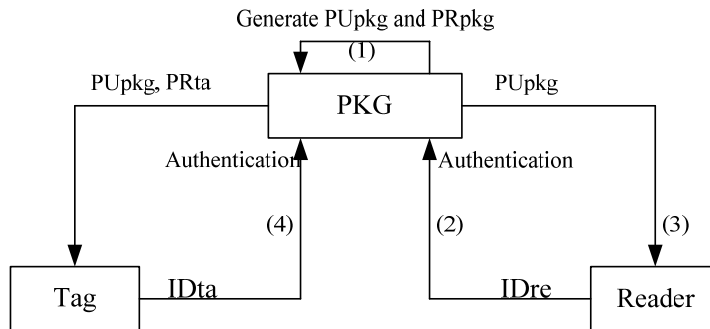 Generate PUpkg and PRpkg
(1)
PUpkg, PRta
PUpkg
PKG
Authentication
Authentication
(4)
(2)
(3)
Tag
IDta
IDre
Reader